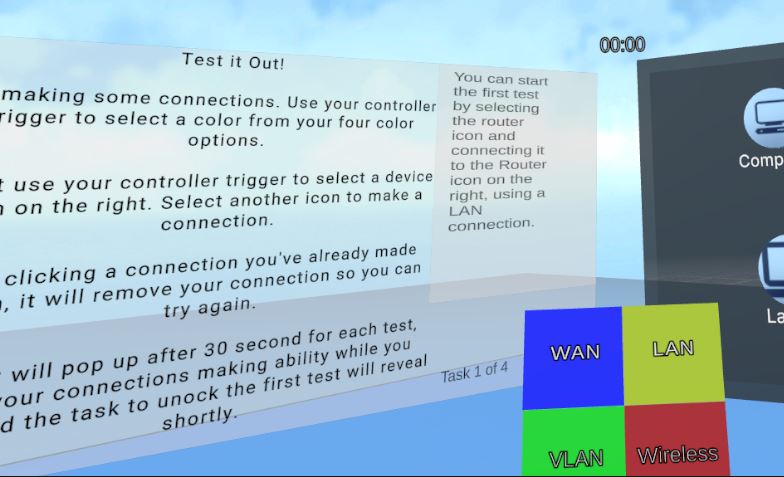 Test it Out!
making some connections. Use your controller
rigger to select a color from your four color
options.
t use your controller trigger to select a device
n on the right. Select another icon to make a
connection.
clicking a connection you've already made
n, it will remove your connection so you can
try again.
will pop up after 30 second for each test,
your connections making ability while you
d the task to unock the first test will reveal
shortly.
Task 1 of 4
You can start
the first test
by selecting
the router
icon and
connecting it
to the Router
icon on the
right, using a
LAN
connection.
00:00
Comp
La
WAN
LAN
VLAN
Wireless